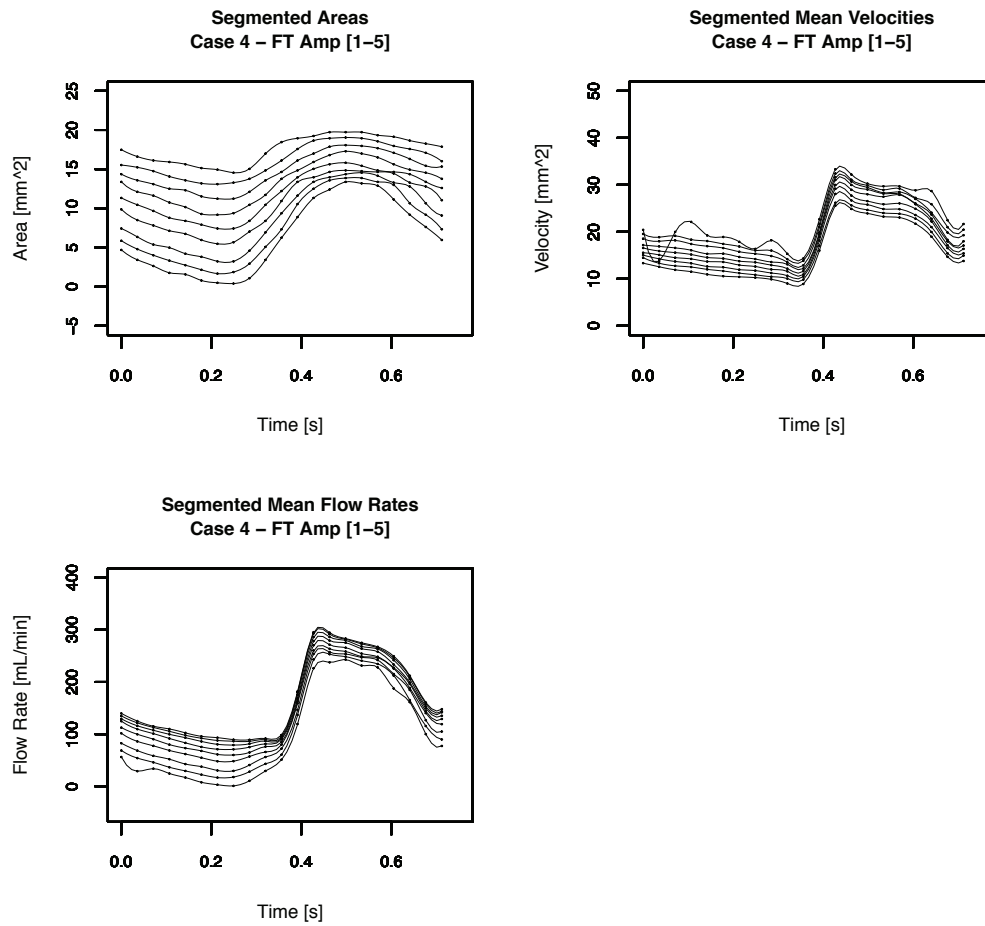 Segmented Areas
Case 4 – FT Amp [1–5]
Area [mm^2]
25
20
15
10
5
0
−5
0.0 0.2 0.4 0.6
Time [s]
Segmented Mean Velocities
Case 4 – FT Amp [1–5]
Velocity [mm^2]
50
40
30
20
10
0
0.0 0.2 0.4 0.6
Time [s]
Segmented Mean Flow Rates
Case 4 – FT Amp [1–5]
Flow Rate [mL/min]
400
300
200
100
0
0.0 0.2 0.4 0.6
Time [s]